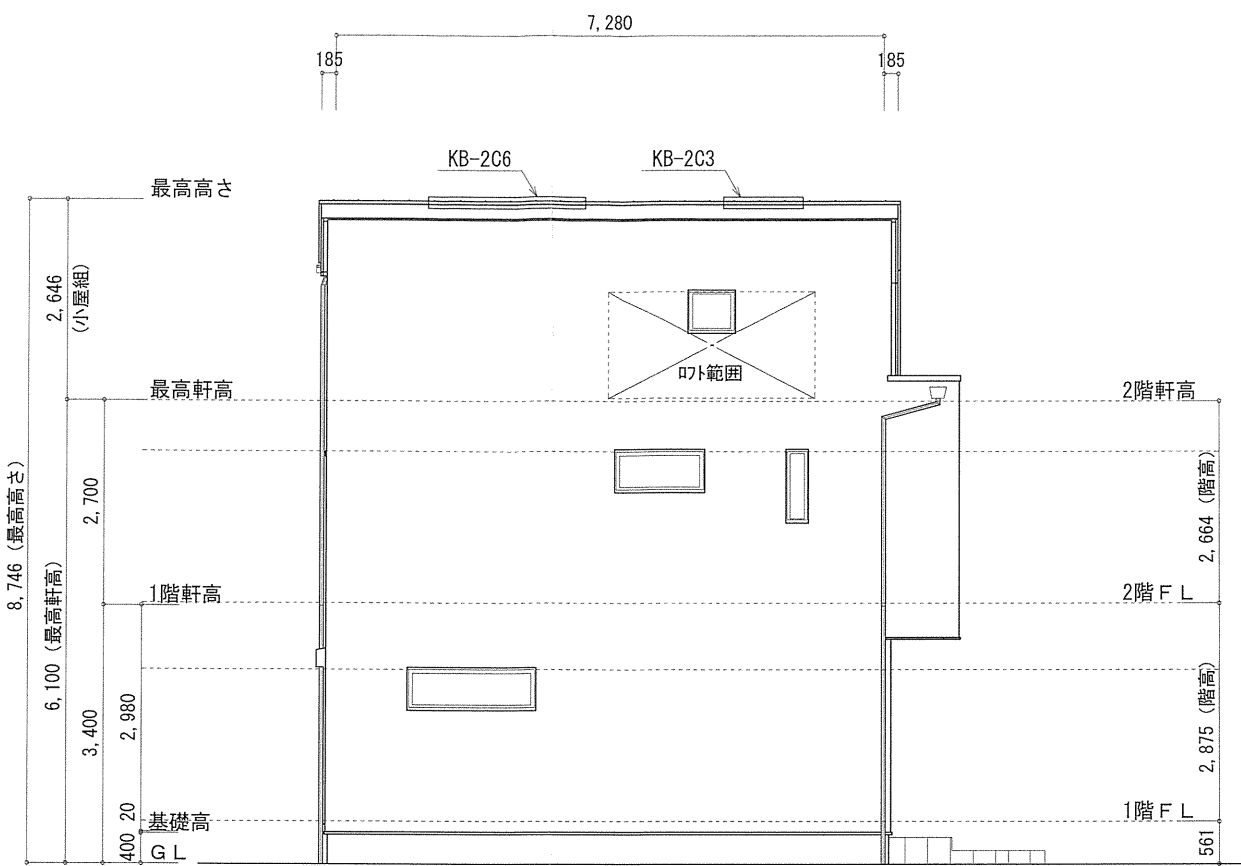 7,280
185
185
KB-2C6
KB-2C3
最高高さ
2,646
(小屋組)
ロフト範囲
最高軒高
2階軒高
8,746 (最高高さ)
2,700
2,664 (階高)
6,100 (最高軒高)
1階軒高
2階ＦＬ
3,400
2,980
2,875 (階高)
20
基礎高
1階ＦＬ
400
ＧＬ
561